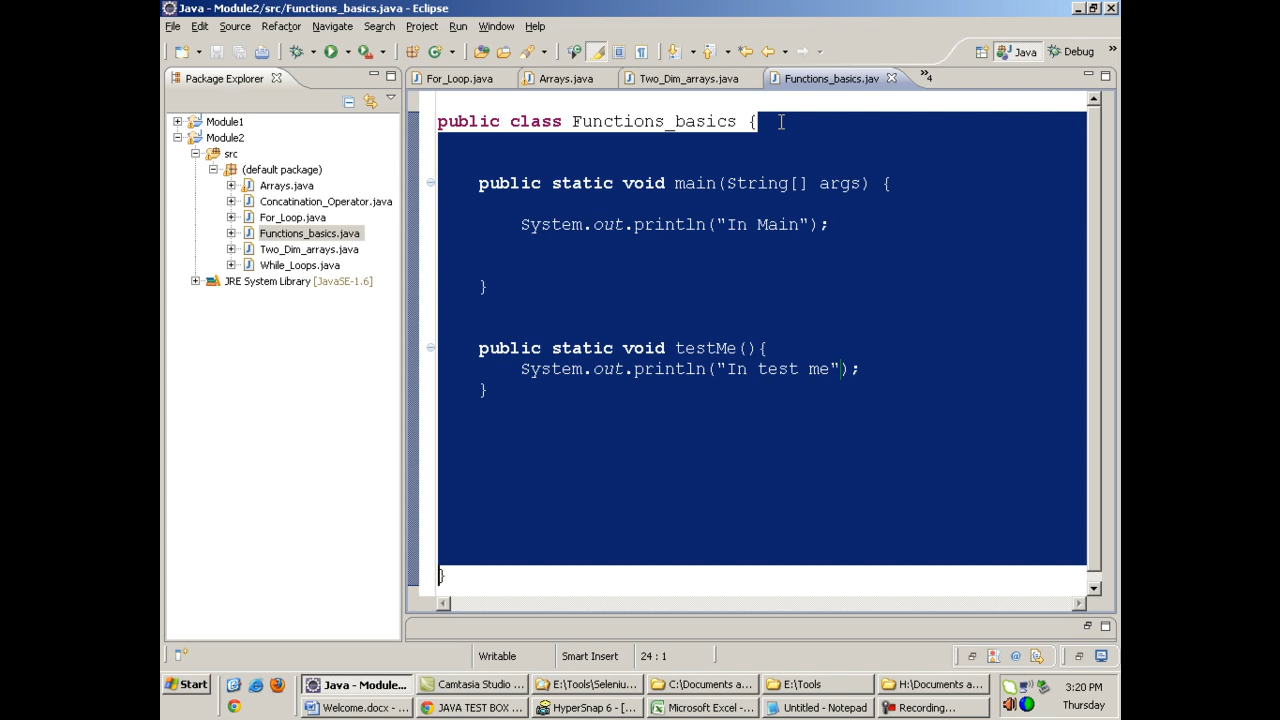 Java - Module2/src/Functions_basics.java - Eclipse
File Edit Source Refactor Navigate Search Project Run Window Help
Java Debug »
Package Explorer
For_Loop.java Arrays.java Two_Dim_arrays.java Functions_basics.jav »4
Module1
Module2
src
(default package)
Arrays.java
Concatination_Operator.java
For_Loop.java
Functions_basics.java
Two_Dim_arrays.java
While_Loops.java
JRE System Library [JavaSE-1.6]
public class Functions_basics {
public static void main(String[] args) {
System.out.println("In Main");
}
public static void testMe(){
System.out.println("In test me");
}
}
Writable Smart Insert 24 : 1
Start Java - Module... Camtasia Studio ... E:\Tools\Seleniu... C:\Documents a... E:\Tools H:\Documents a... 3:20 PM
Welcome.docx - ... JAVA TEST BOX ... HyperSnap 6 - [... Microsoft Excel -... Untitled - Notepad Recording... Thursday